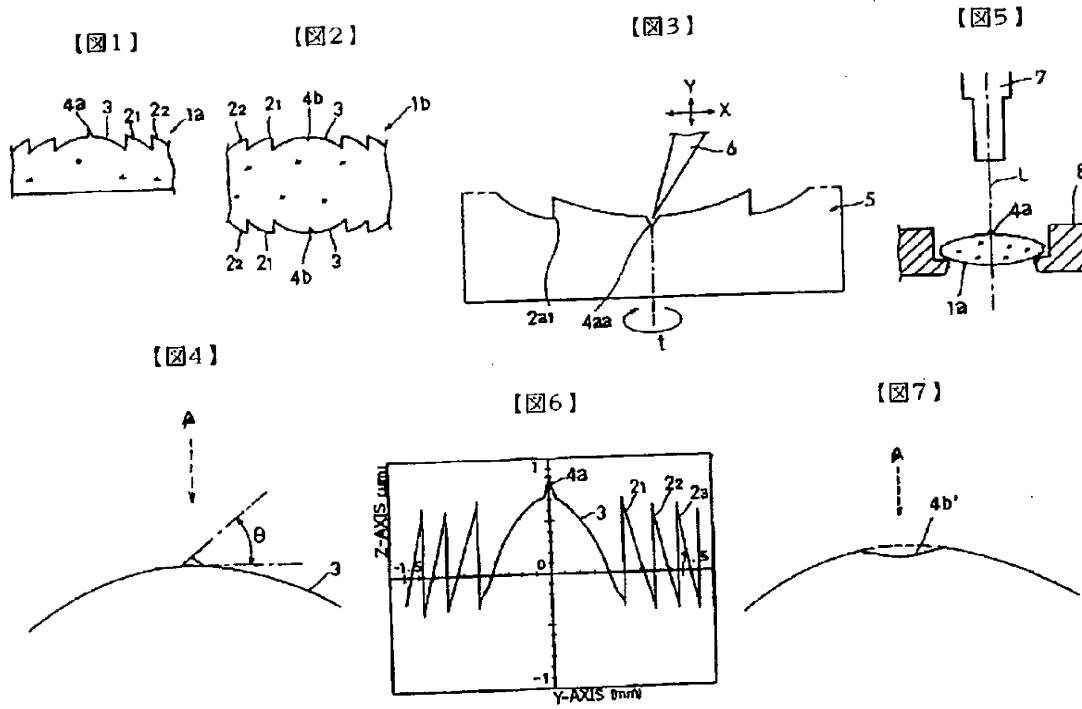 【図1】
4a 3 21 22 1a
【図2】
22 21 4b 3 1b
22 21 4b 3
【図3】
Y
X
6
5
2a1 4aa t
【図5】
7
L
4a 8
1a
【図4】
A
θ
3
【図6】
Z-AXIS (um)
1
4a
3
21 22 23
-1.5 0 1.5
-1
Y-AXIS (mm)
【図7】
A
4b'